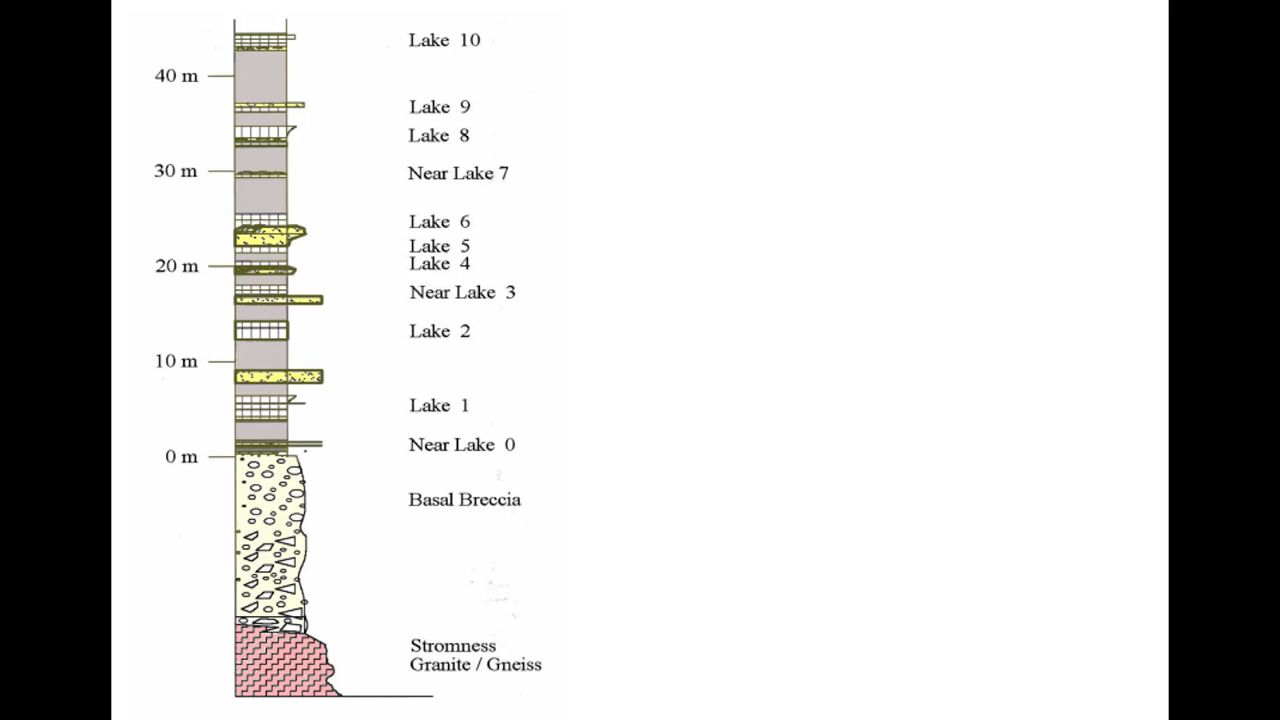 Lake 10
40 m
Lake 9
Lake 8
30 m
Near Lake 7
Lake 6
Lake 5
Lake 4
20 m
Near Lake 3
Lake 2
10 m
Lake 1
Near Lake 0
0 m
Basal Breccia
Stromness
Granite / Gneiss